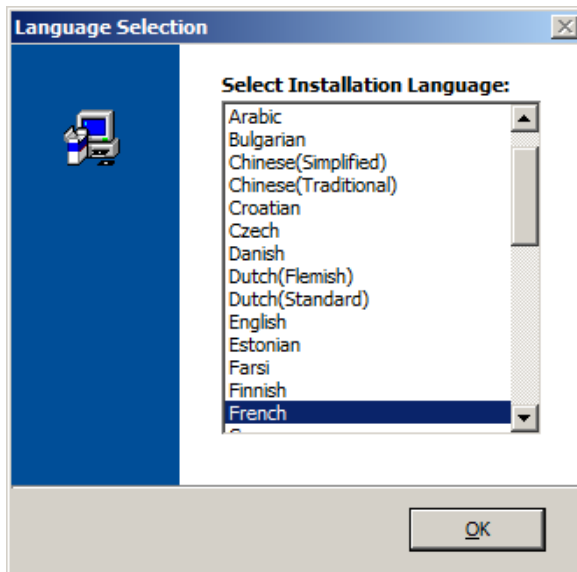 Language Selection
Select Installation Language:
Arabic
Bulgarian
Chinese(Simplified)
Chinese(Traditional)
Croatian
Czech
Danish
Dutch(Flemish)
Dutch(Standard)
English
Estonian
Farsi
Finnish
French
OK